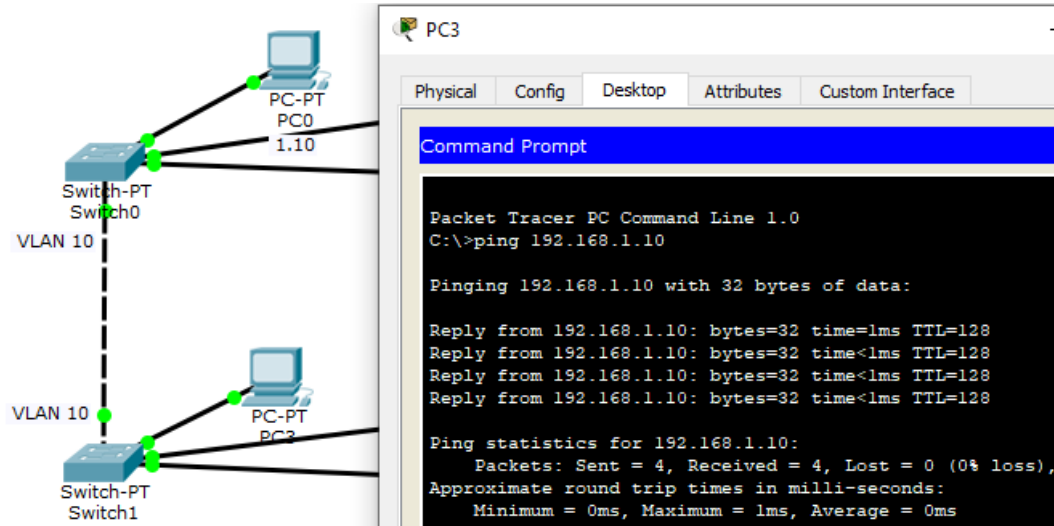 PC-PT
PC0
1.10
Switch-PT
Switch0
VLAN 10
VLAN 10
PC-PT
PC3
Switch-PT
Switch1
PC3
Physical Config Desktop Attributes Custom Interface
Command Prompt
Packet Tracer PC Command Line 1.0
C:\>ping 192.168.1.10
Pinging 192.168.1.10 with 32 bytes of data:
Reply from 192.168.1.10: bytes=32 time=1ms TTL=128
Reply from 192.168.1.10: bytes=32 time<1ms TTL=128
Reply from 192.168.1.10: bytes=32 time<1ms TTL=128
Reply from 192.168.1.10: bytes=32 time<1ms TTL=128
Ping statistics for 192.168.1.10:
Packets: Sent = 4, Received = 4, Lost = 0 (0% loss),
Approximate round trip times in milli-seconds:
Minimum = 0ms, Maximum = 1ms, Average = 0ms